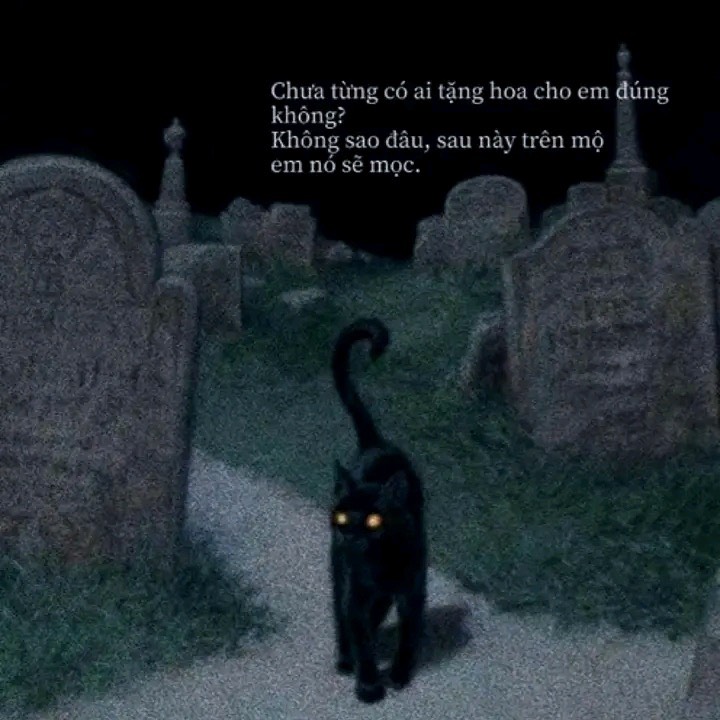 Chưa từng có ai tặng hoa cho em đúng
không?
Không sao đâu, sau này trên mộ
em nó sẽ mọc.